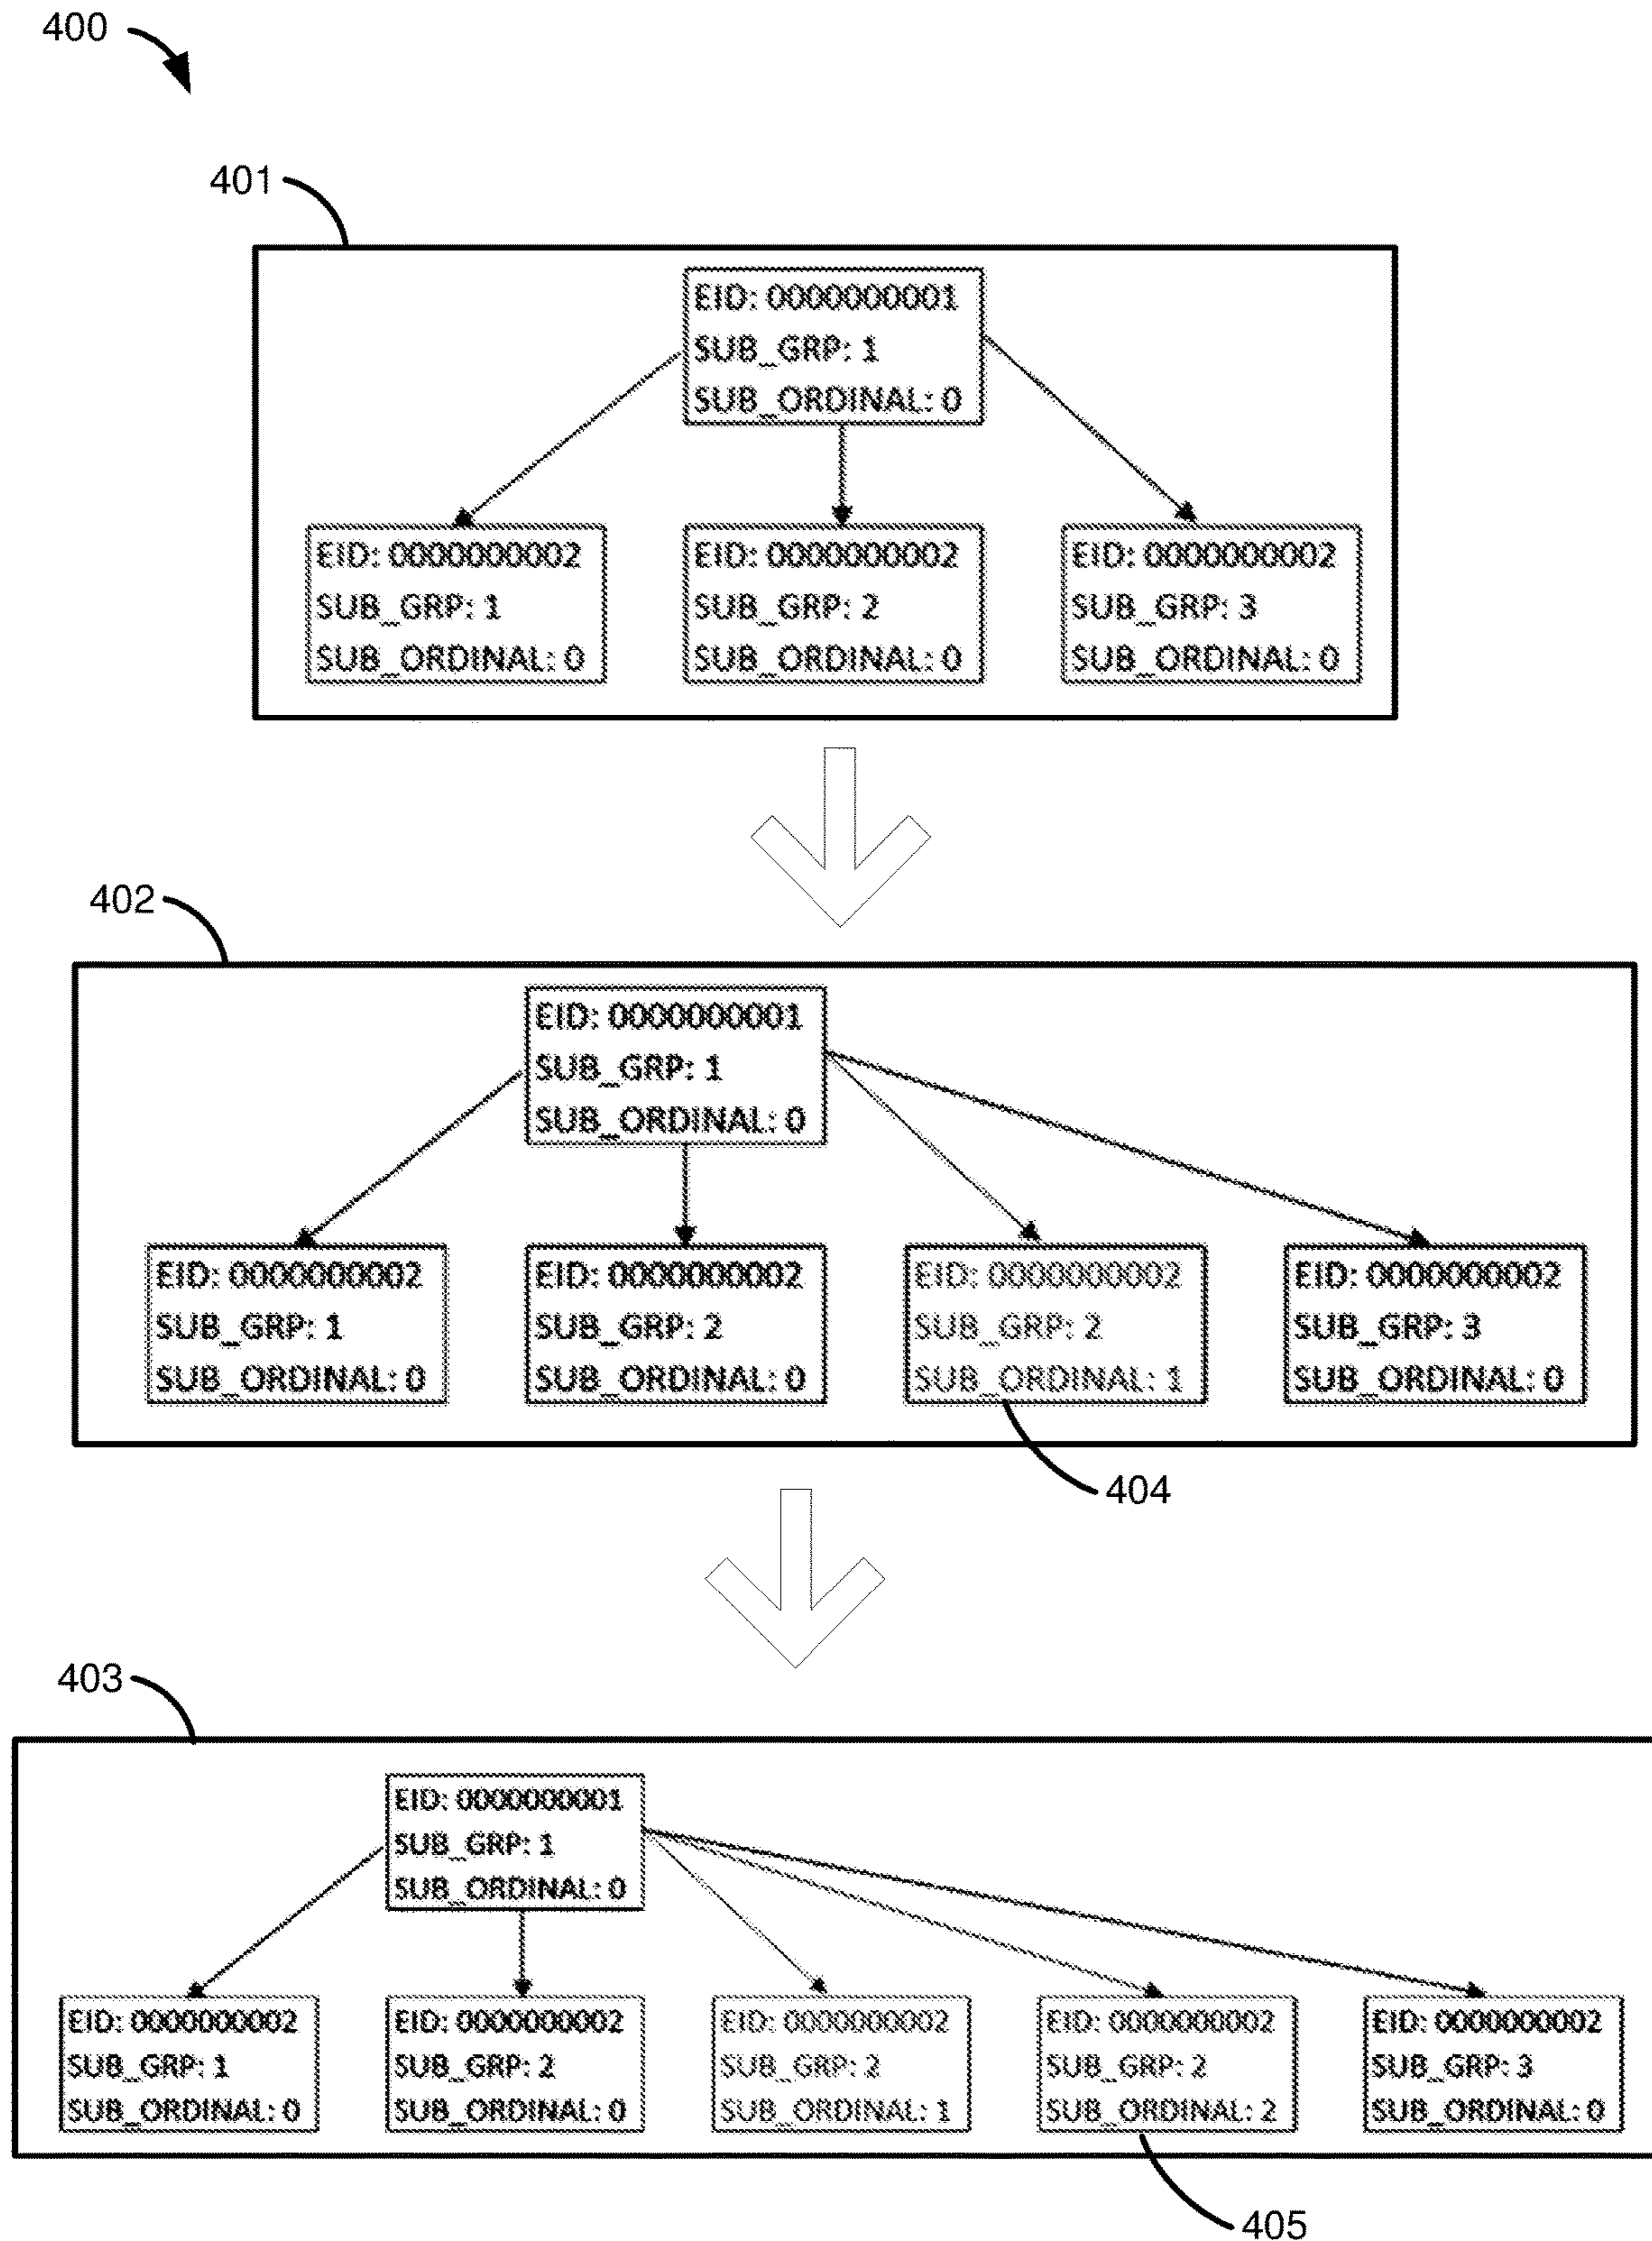 400
401
EID: 0000000001
SUB_GRP: 1
SUB_ORDINAL: 0
EID: 0000000002
SUB_GRP: 1
SUB_ORDINAL: 0
EID: 0000000002
SUB_GRP: 2
SUB_ORDINAL: 0
EID: 0000000002
SUB_GRP: 3
SUB_ORDINAL: 0
402
EID: 0000000001
SUB_GRP: 1
SUB_ORDINAL: 0
EID: 0000000002
SUB_GRP: 1
SUB_ORDINAL: 0
EID: 0000000002
SUB_GRP: 2
SUB_ORDINAL: 0
EID: 0000000002
SUB_GRP: 2
SUB_ORDINAL: 1
EID: 0000000002
SUB_GRP: 3
SUB_ORDINAL: 0
404
403
EID: 0000000001
SUB_GRP: 1
SUB_ORDINAL: 0
EID: 0000000002
SUB_GRP: 1
SUB_ORDINAL: 0
EID: 0000000002
SUB_GRP: 2
SUB_ORDINAL: 0
EID: 0000000002
SUB_GRP: 2
SUB_ORDINAL: 1
EID: 0000000002
SUB_GRP: 2
SUB_ORDINAL: 2
EID: 0000000002
SUB_GRP: 3
SUB_ORDINAL: 0
405